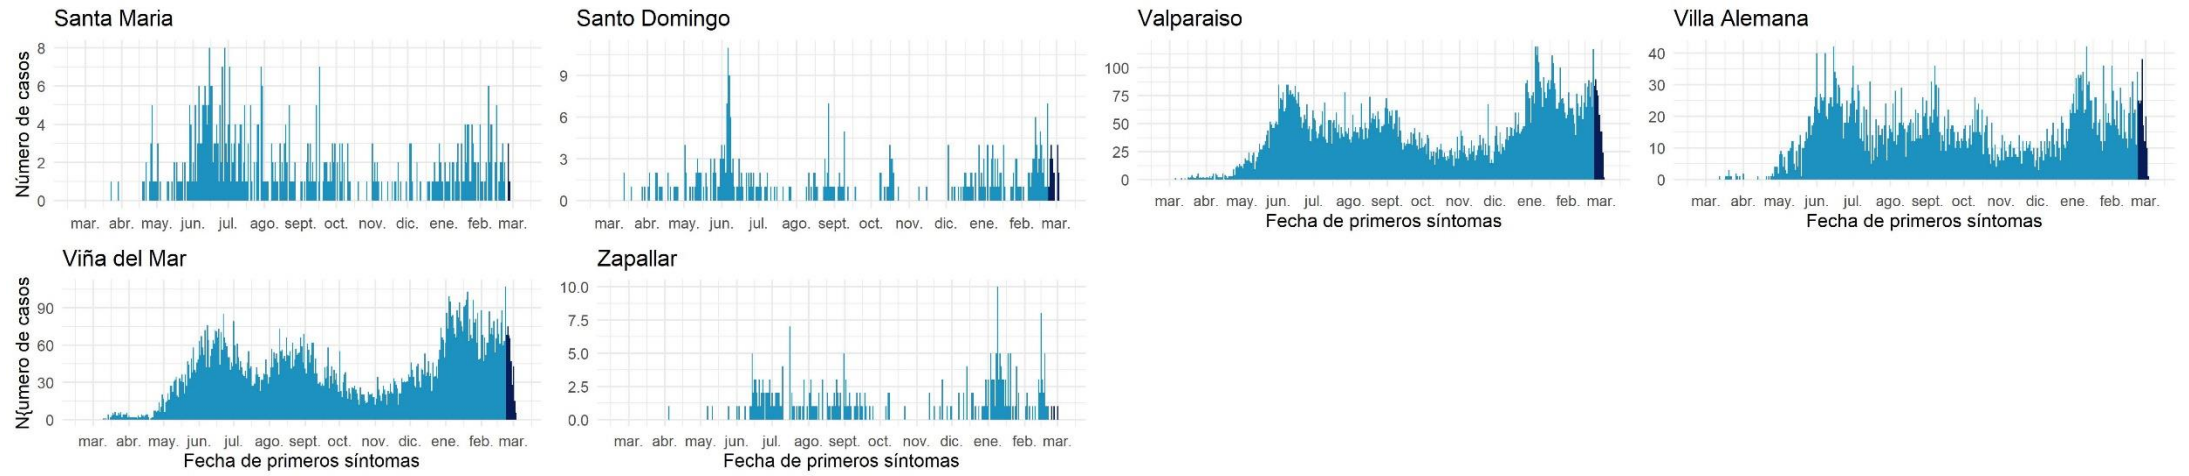 Santa Maria
Número de casos
8
6
4
2
0
mar. abr. may. jun. jul. ago. sept. oct. nov. dic. ene. feb. mar.
Santo Domingo
9
6
3
0
mar. abr. may. jun. jul. ago. sept. oct. nov. dic. ene. feb. mar.
Valparaiso
100
75
50
25
0
mar. abr. may. jun. jul. ago. sept. oct. nov. dic. ene. feb. mar.
Fecha de primeros síntomas
Villa Alemana
40
30
20
10
0
mar. abr. may. jun. jul. ago. sept. oct. nov. dic. ene. feb. mar.
Fecha de primeros síntomas
Viña del Mar
N{umero de casos
90
60
30
0
mar. abr. may. jun. jul. ago. sept. oct. nov. dic. ene. feb. mar.
Fecha de primeros síntomas
Zapallar
10.0
7.5
5.0
2.5
0.0
mar. abr. may. jun. jul. ago. sept. oct. nov. dic. ene. feb. mar.
Fecha de primeros síntomas